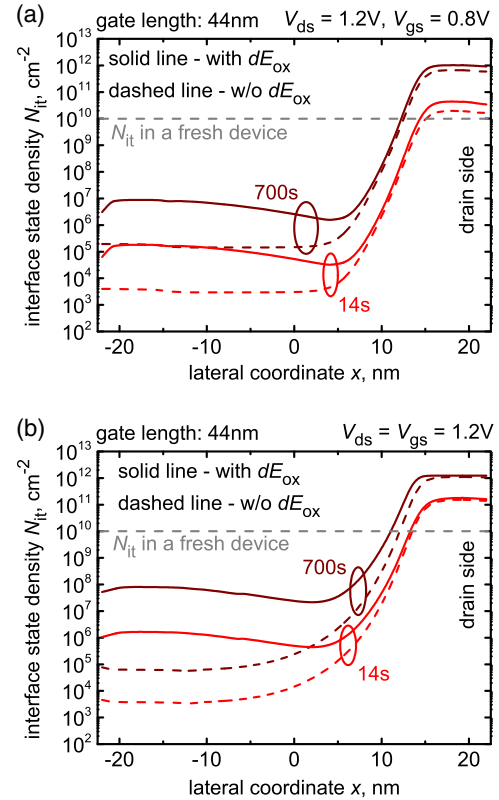 (a)
gate length: 44nm
V_ds = 1.2V, V_gs = 0.8V
10^13
10^12
10^11
10^10
10^9
10^8
10^7
10^6
10^5
10^4
10^3
10^2
interface state density N_it, cm^-2
solid line - with dE_ox
dashed line - w/o dE_ox
N_it in a fresh device
700s
14s
drain side
-20 -10 0 10 20
lateral coordinate x, nm
(b)
gate length: 44nm
V_ds = V_gs = 1.2V
10^13
10^12
10^11
10^10
10^9
10^8
10^7
10^6
10^5
10^4
10^3
10^2
interface state density N_it, cm^-2
solid line - with dE_ox
dashed line - w/o dE_ox
N_it in a fresh device
700s
14s
drain side
-20 -10 0 10 20
lateral coordinate x, nm